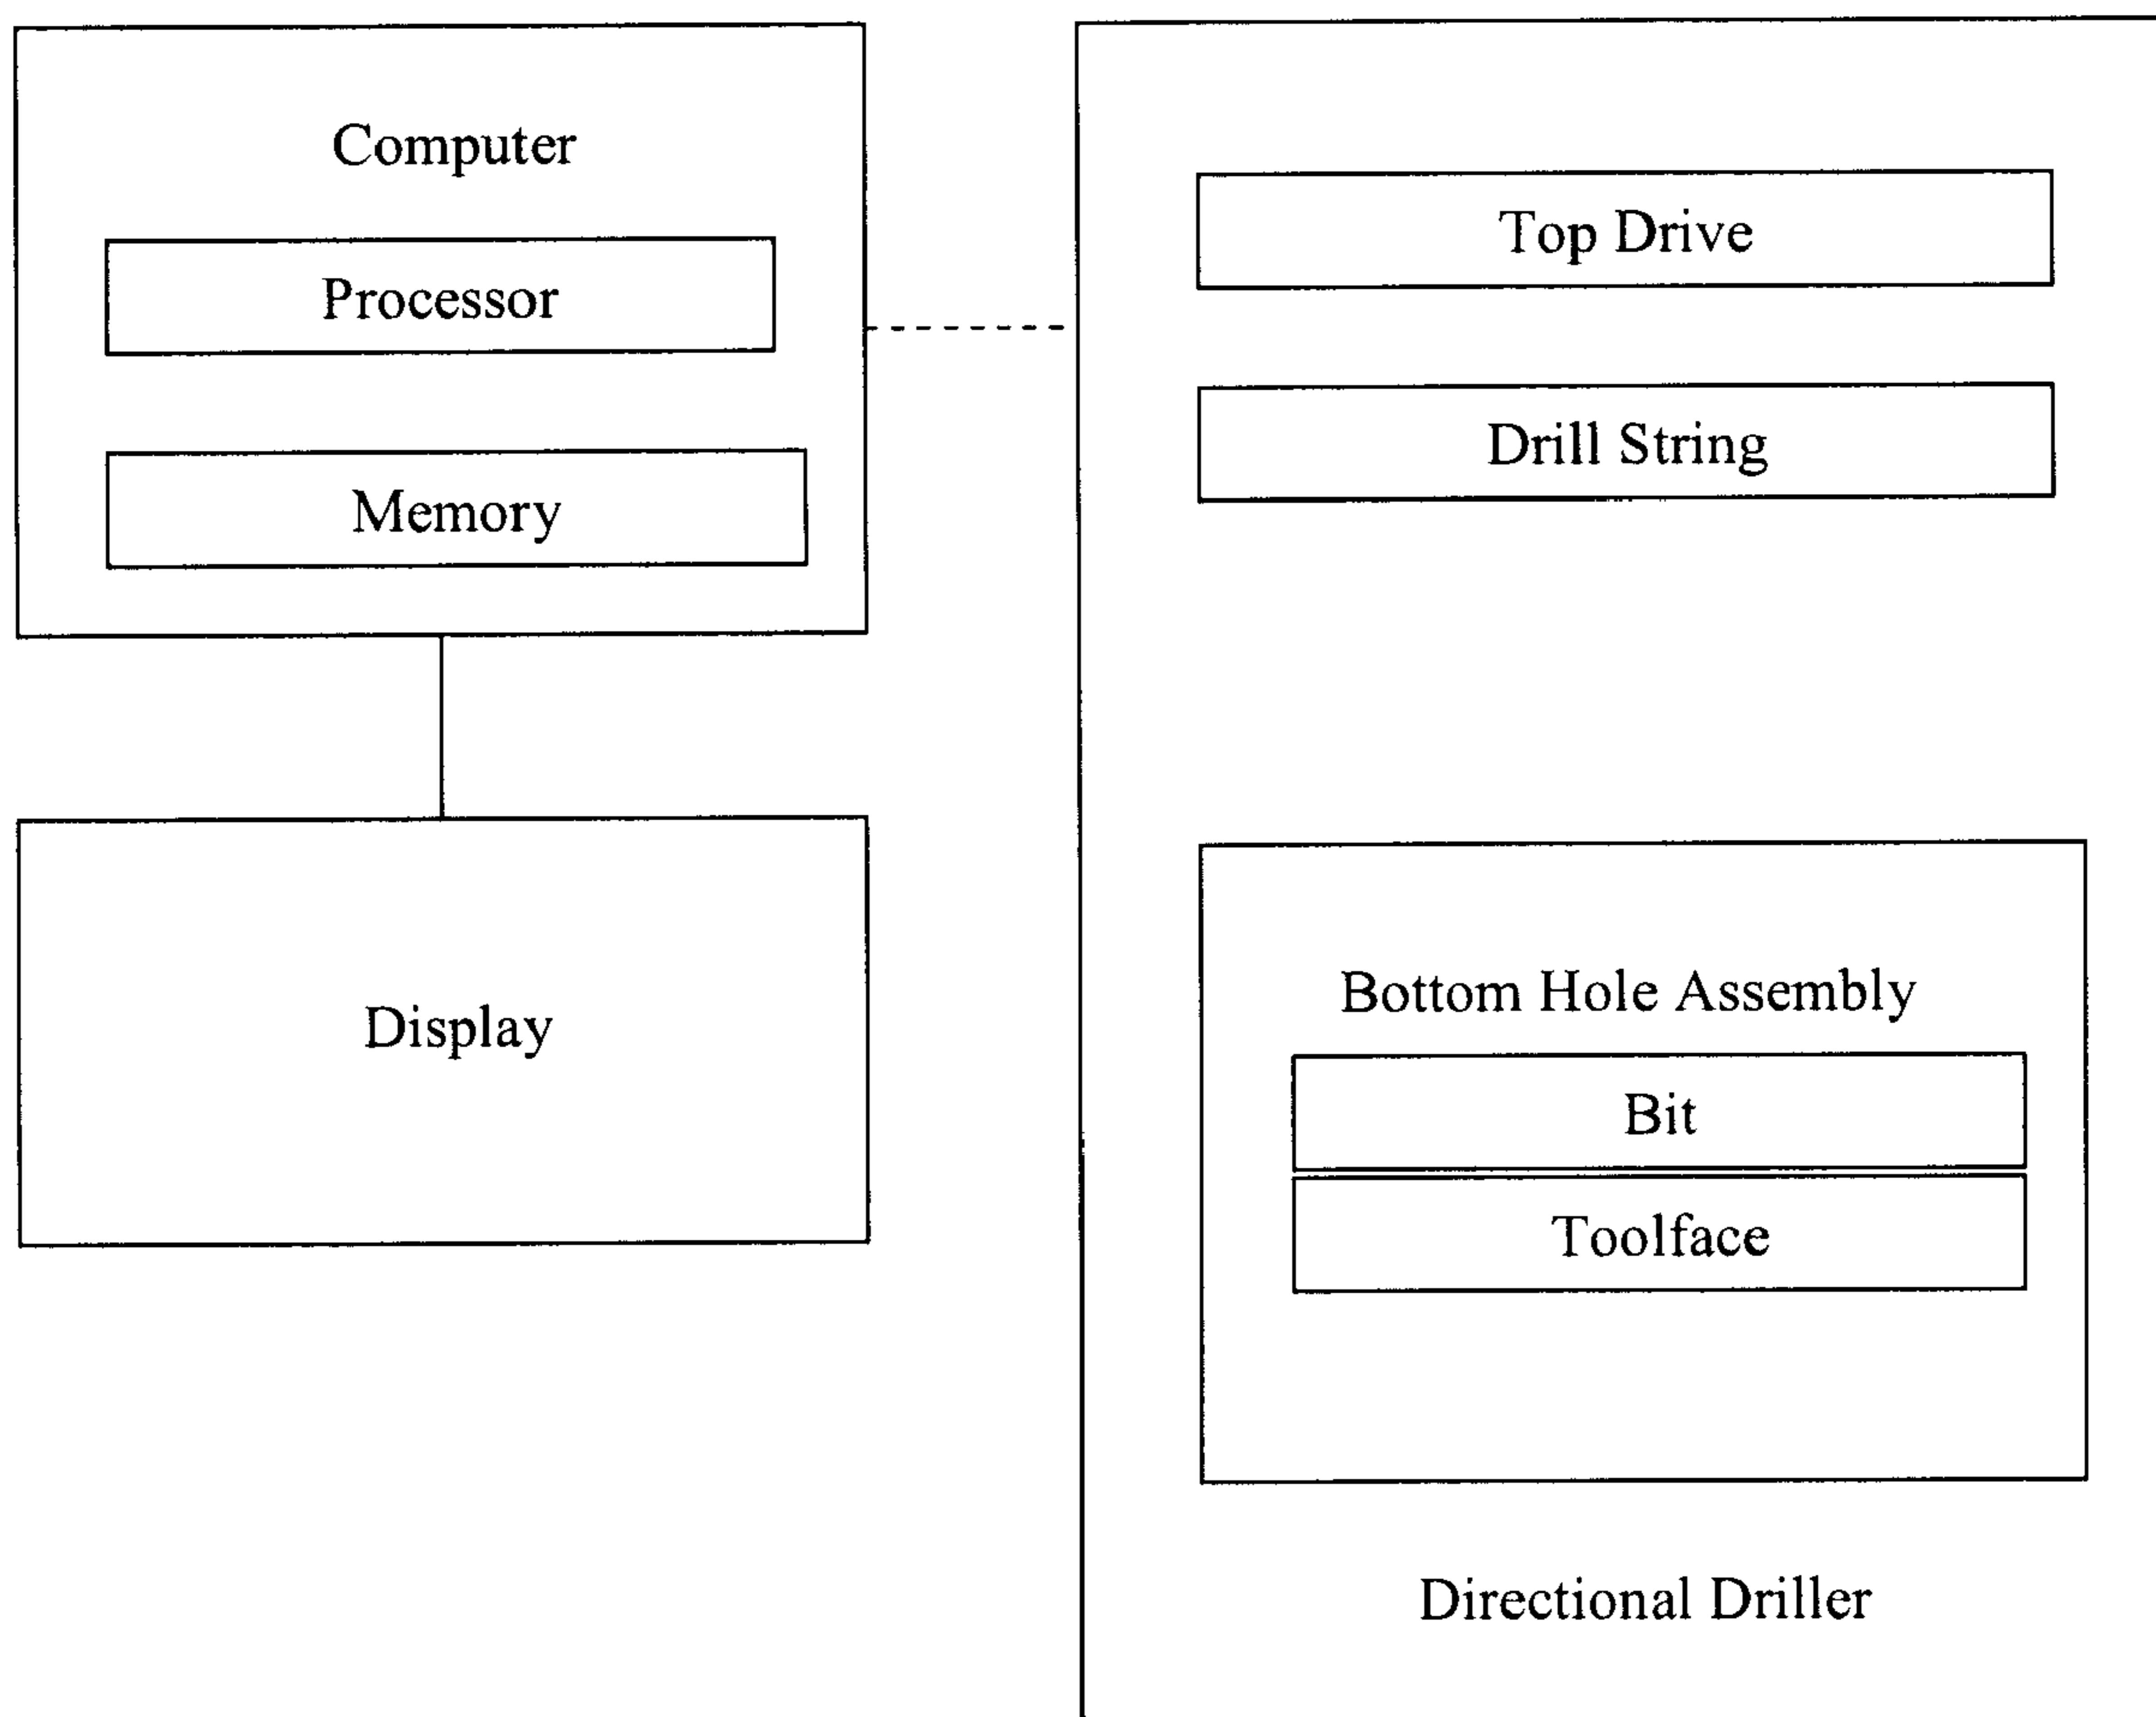 Computer
Processor
Memory
Display
Top Drive
Drill String
Bottom Hole Assembly
Bit
Toolface
Directional Driller